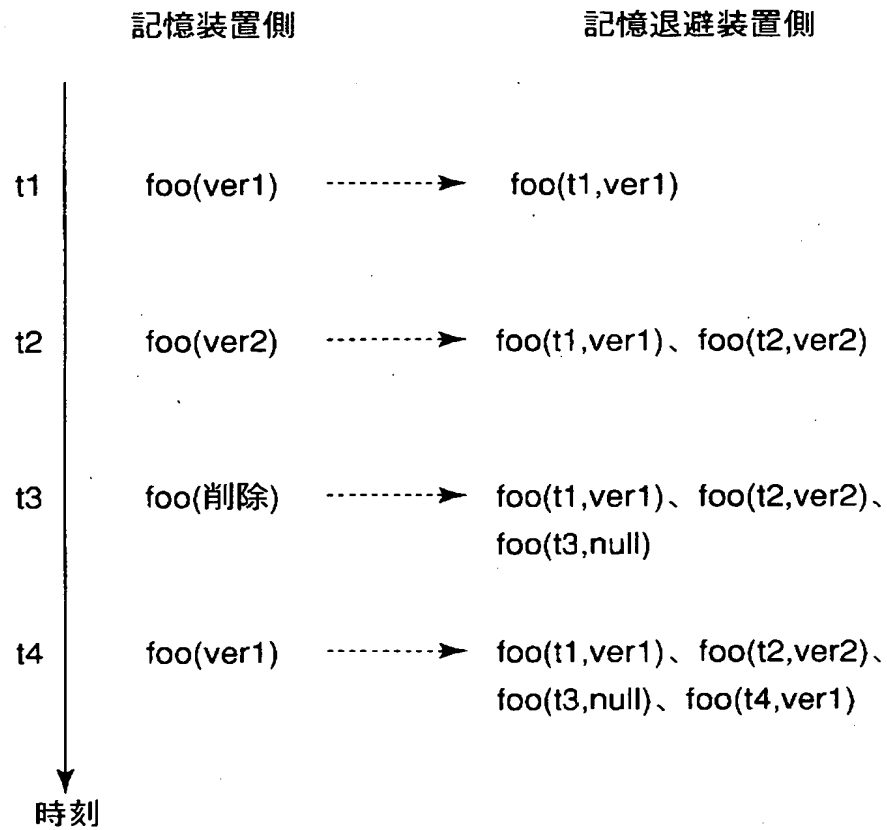 記憶装置側 記憶退避装置側
t1 foo(ver1) foo(t1,ver1)
t2 foo(ver2) foo(t1,ver1)、foo(t2,ver2)
t3 foo(削除) foo(t1,ver1)、foo(t2,ver2)、
foo(t3,null)
t4 foo(ver1) foo(t1,ver1)、foo(t2,ver2)、
foo(t3,null)、foo(t4,ver1)
時刻